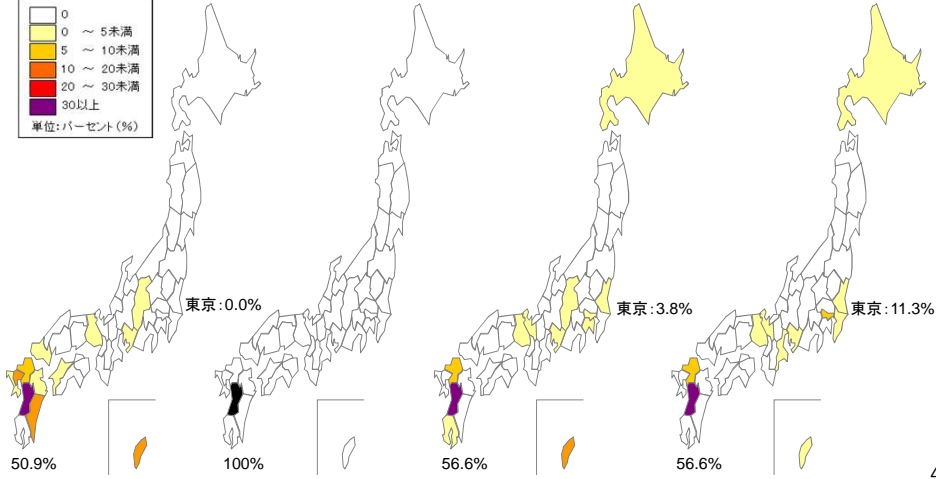 0
0 ~ 5未満
5 ~ 10未満
10 ~ 20未満
20 ~ 30未満
30以上
単位:パーセント(%)
東京:0.0%
東京:3.8%
東京:11.3%
50.9%
100%
56.6%
56.6%